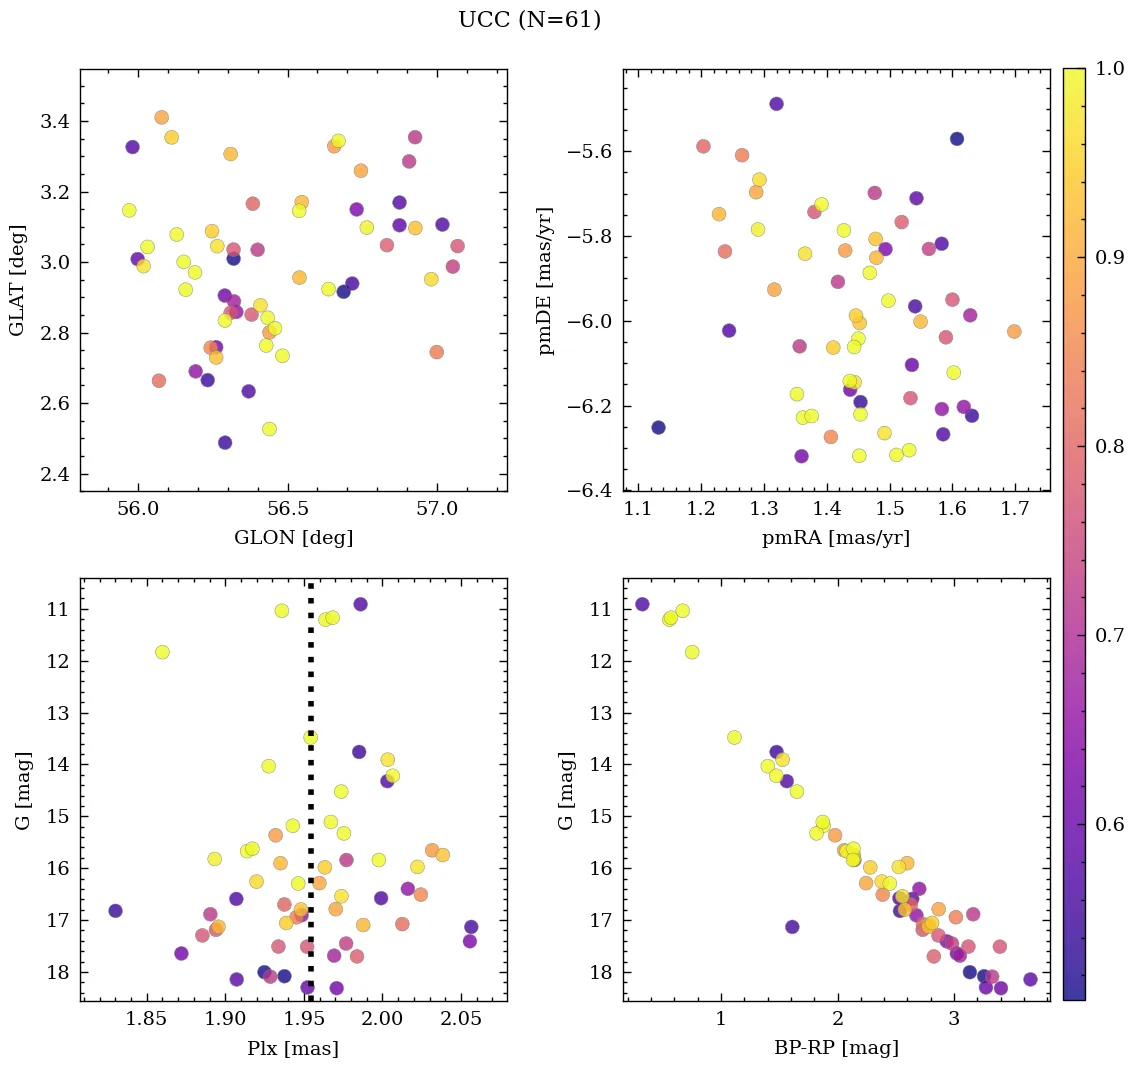 UCC (N=61)
3.4
3.2
3.0
2.8
2.6
2.4
GLAT [deg]
56.0 56.5 57.0
GLON [deg]
−5.6
−5.8
−6.0
−6.2
−6.4
pmDE [mas/yr]
1.1 1.2 1.3 1.4 1.5 1.6 1.7
pmRA [mas/yr]
1.0
0.9
0.8
0.7
0.6
11
12
13
14
15
16
17
18
G [mag]
1.85 1.90 1.95 2.00 2.05
Plx [mas]
11
12
13
14
15
16
17
18
G [mag]
1 2 3
BP-RP [mag]